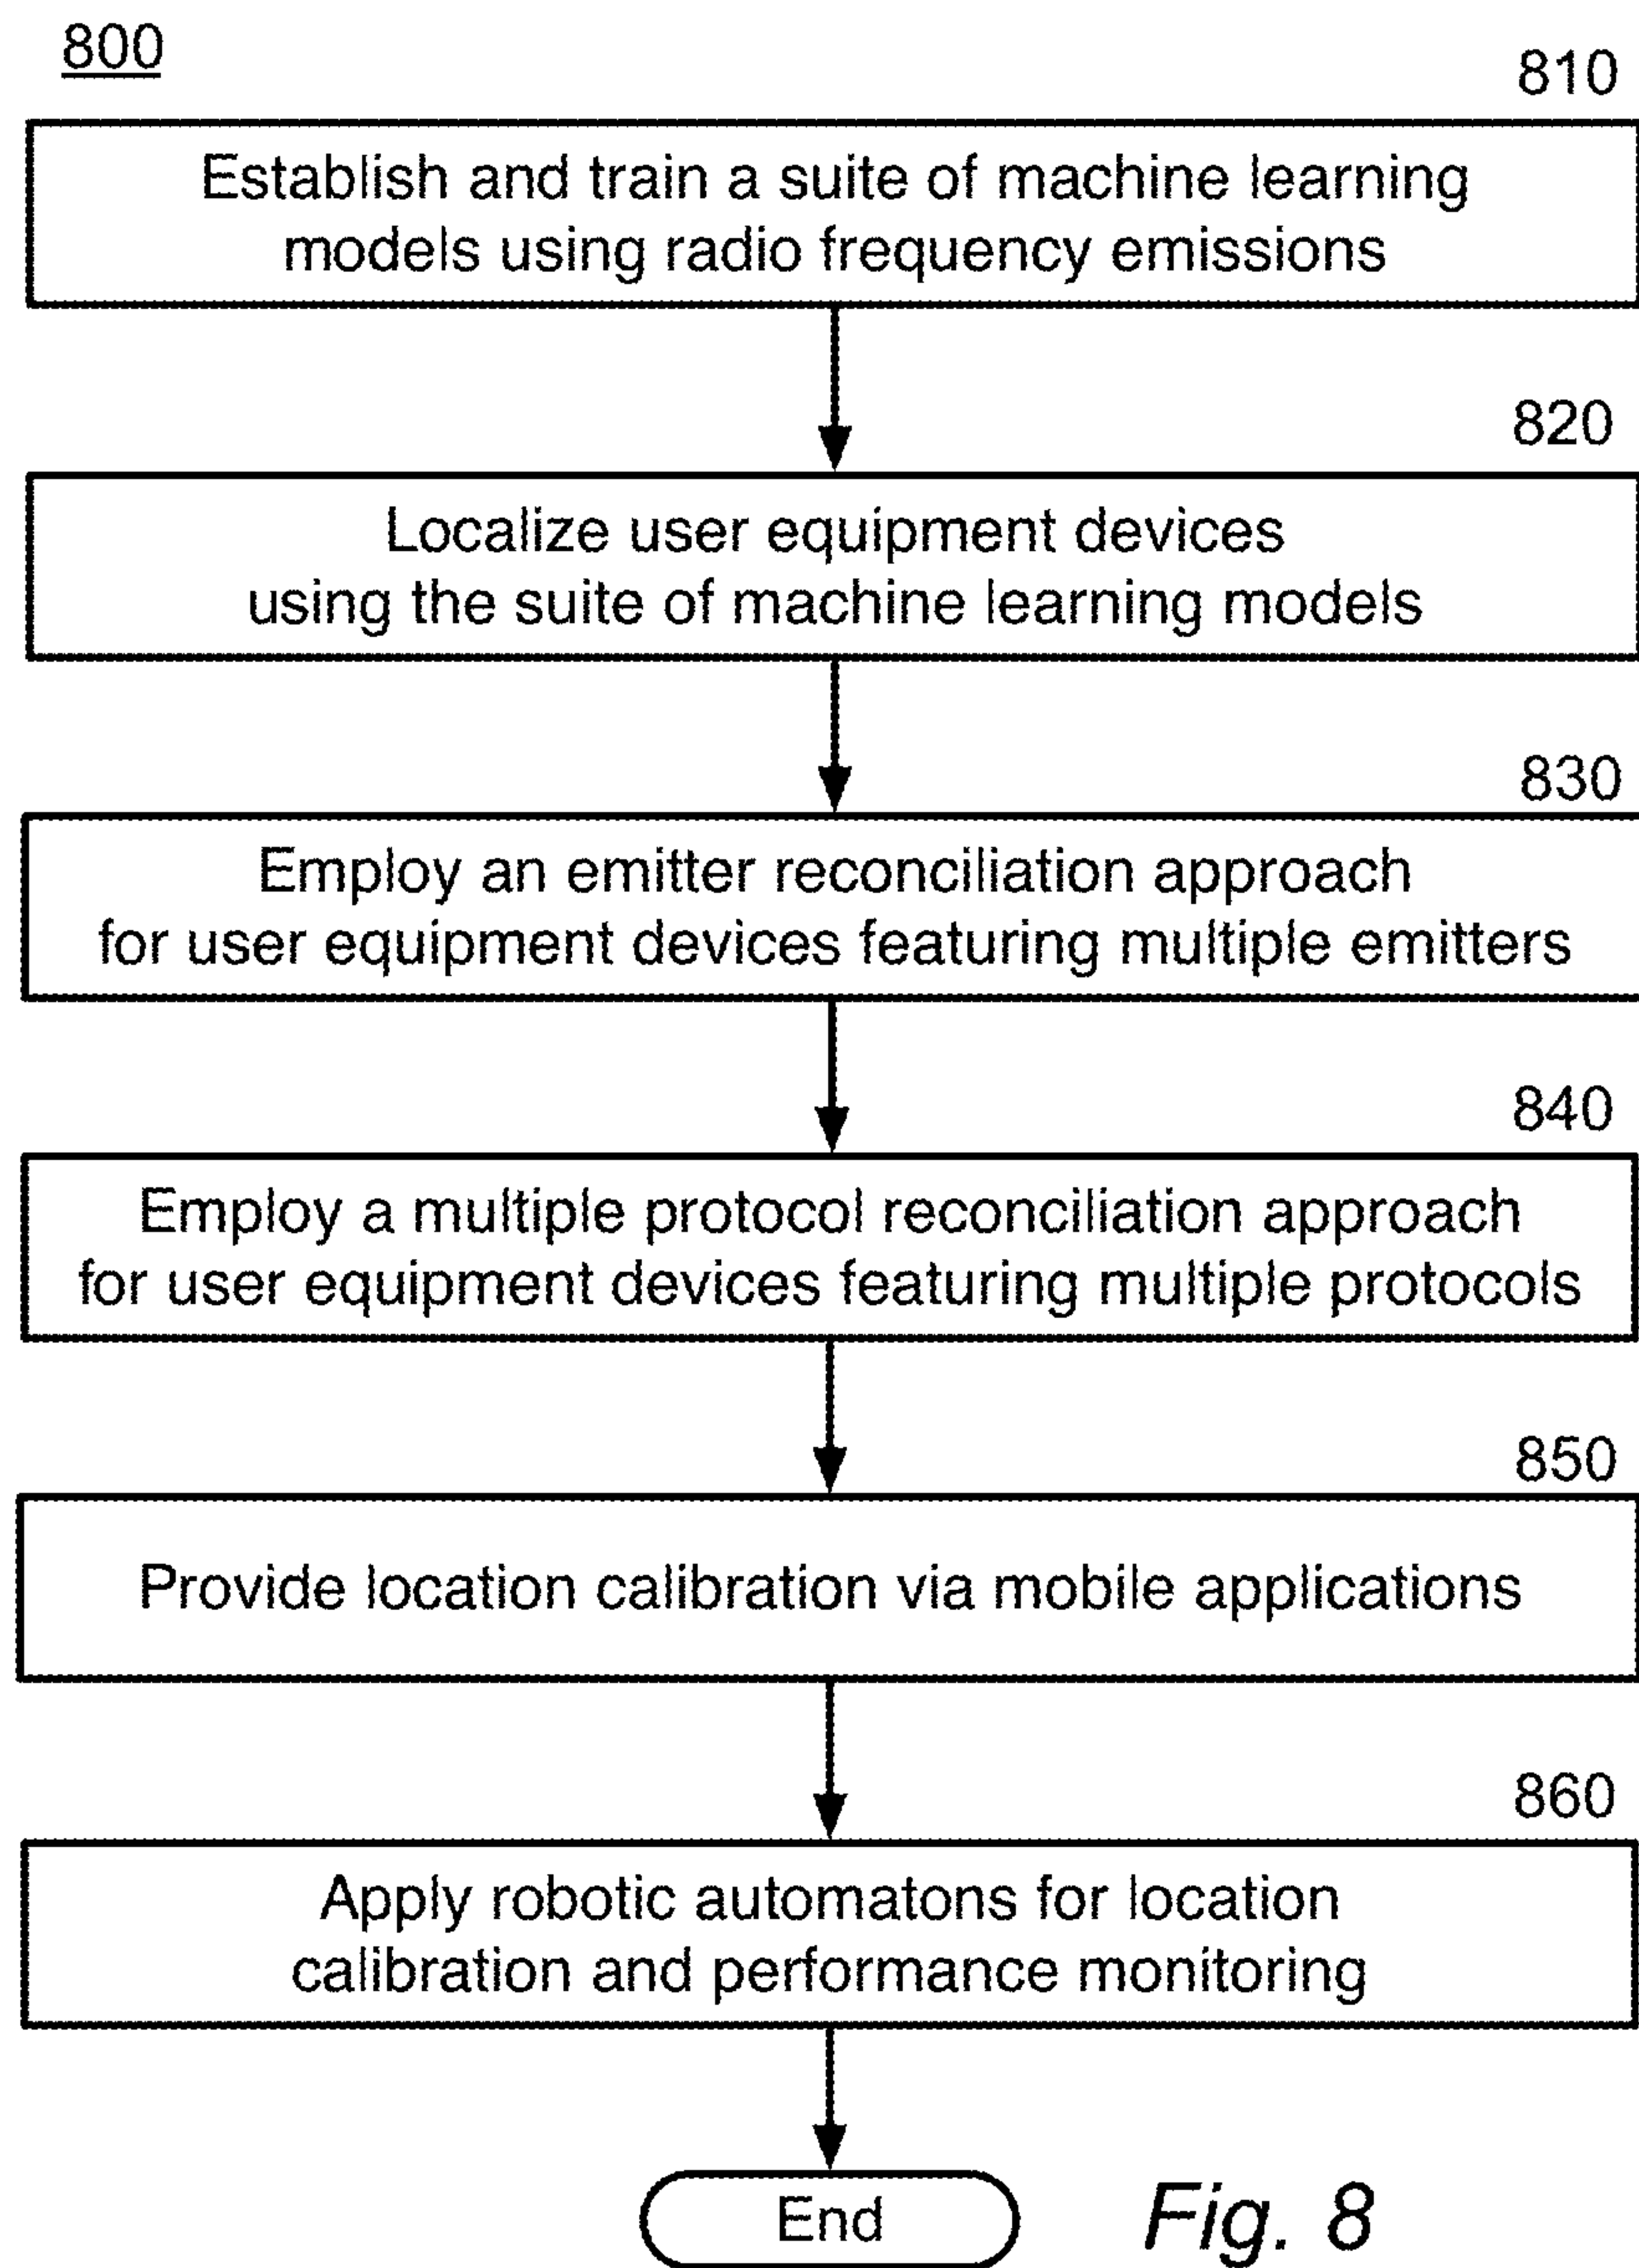 800
810
Establish and train a suite of machine learning
models using radio frequency emissions
820
Localize user equipment devices
using the suite of machine learning models
830
Employ an emitter reconciliation approach
for user equipment devices featuring multiple emitters
840
Employ a multiple protocol reconciliation approach
for user equipment devices featuring multiple protocols
850
Provide location calibration via mobile applications
860
Apply robotic automatons for location
calibration and performance monitoring
End
Fig. 8